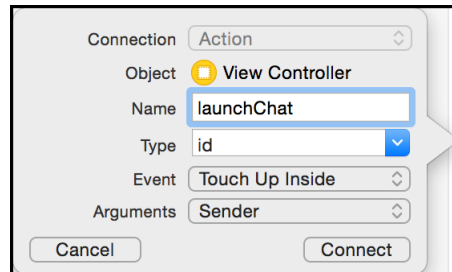 Connection Action
Object View Controller
Name launchChat
Type id
Event Touch Up Inside
Arguments Sender
Cancel Connect